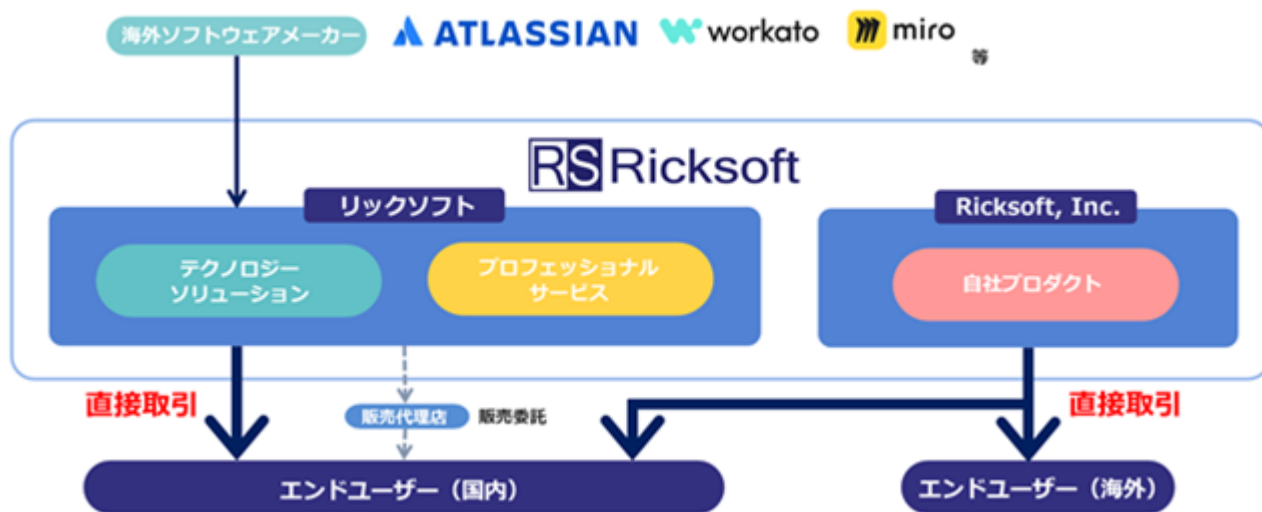 海外ソフトウェアメーカー
ATLASSIAN
workato
miro
等
RS Ricksoft
リックソフト
Ricksoft, Inc.
テクノロジー
ソリューション
プロフェッショナル
サービス
自社プロダクト
直接取引
販売代理店
販売委託
直接取引
エンドユーザー（国内）
エンドユーザー（海外）